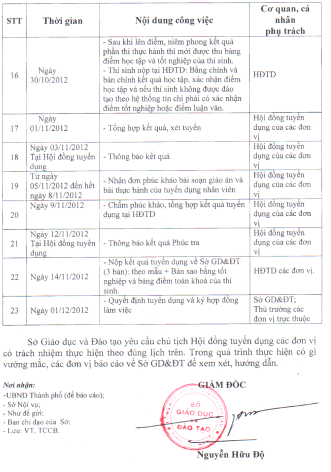 STT
Thời gian
Nội dung công việc
Cơ quan, cá
nhân
phụ trách
16
Ngày
30/10/2012
- Sau khi lên điểm, niêm phong kết quả
phần thi thực hành thì mới được thu bảng
điểm học tập và tốt nghiệp của thí sinh.
- Thí sinh nộp tại HĐTD: Bảng chính và
bản chính kết quả học tập, xác nhận điểm
học tập và nếu thí sinh không được đào
tạo theo hệ thống tín chỉ phải có xác nhận
điểm tốt nghiệp hoặc điểm luận văn.
HĐTD
17
Ngày
01/11/2012
- Tổng hợp kết quả, xét tuyển
Hội đồng tuyển
dụng của các đơn
vị
18
Ngày 03/11/2012
Tại Hội đồng tuyển
dụng
- Thông báo kết quả
Hội đồng tuyển
dụng của các đơn
vị
19
Từ ngày
05/11/2012 đến hết
ngày 8/11/2012
- Nhận đơn phúc khảo bài soạn giáo án và
bài thực hành của tuyển dụng nhân viên
Hội đồng tuyển
dụng của các đơn
vị
20
Ngày 9/11/2012
- Chấm phúc khảo, tổng hợp kết quả tuyển
dụng tại HĐTD
Hội đồng tuyển
dụng của các đơn
vị
21
Ngày 12/11/2012
Tại Hội đồng tuyển
dụng
- Thông báo kết quả Phúc tra
Hội đồng tuyển
dụng của các đơn
vị
22
Ngày 14/11/2012
- Nộp kết quả tuyển dụng về Sở GD&ĐT
(3 bản): theo mẫu + Bản sao bằng tốt
nghiệp và bảng điểm toàn khoá của thí
sinh.
HĐTD các đơn vị.
23
Ngày 01/12/2012
- Quyết định tuyển dụng và ký hợp đồng
làm việc
Sở GD&ĐT;
Thủ trưởng các
đơn vị trực thuộc
Sở Giáo dục và Đào tạo yêu cầu chủ tịch Hội đồng tuyển dụng các đơn vị
có trách nhiệm thực hiện theo đúng lịch trên. Trong quá trình thực hiện có gì
vướng mắc, các đơn vị báo cáo về Sở GD&ĐT để xem xét, hướng dẫn.
Nơi nhận:
-UBND Thành phố (để báo cáo);
- Sở Nội vụ;
- Như đề gửi:
- Ban chỉ đạo của Sở:
- Lưu: VT, TCCB.
GIÁM ĐỐC
SỞ
GIÁO DỤC
VÀ
ĐÀO TẠO
Nguyễn Hữu Độ